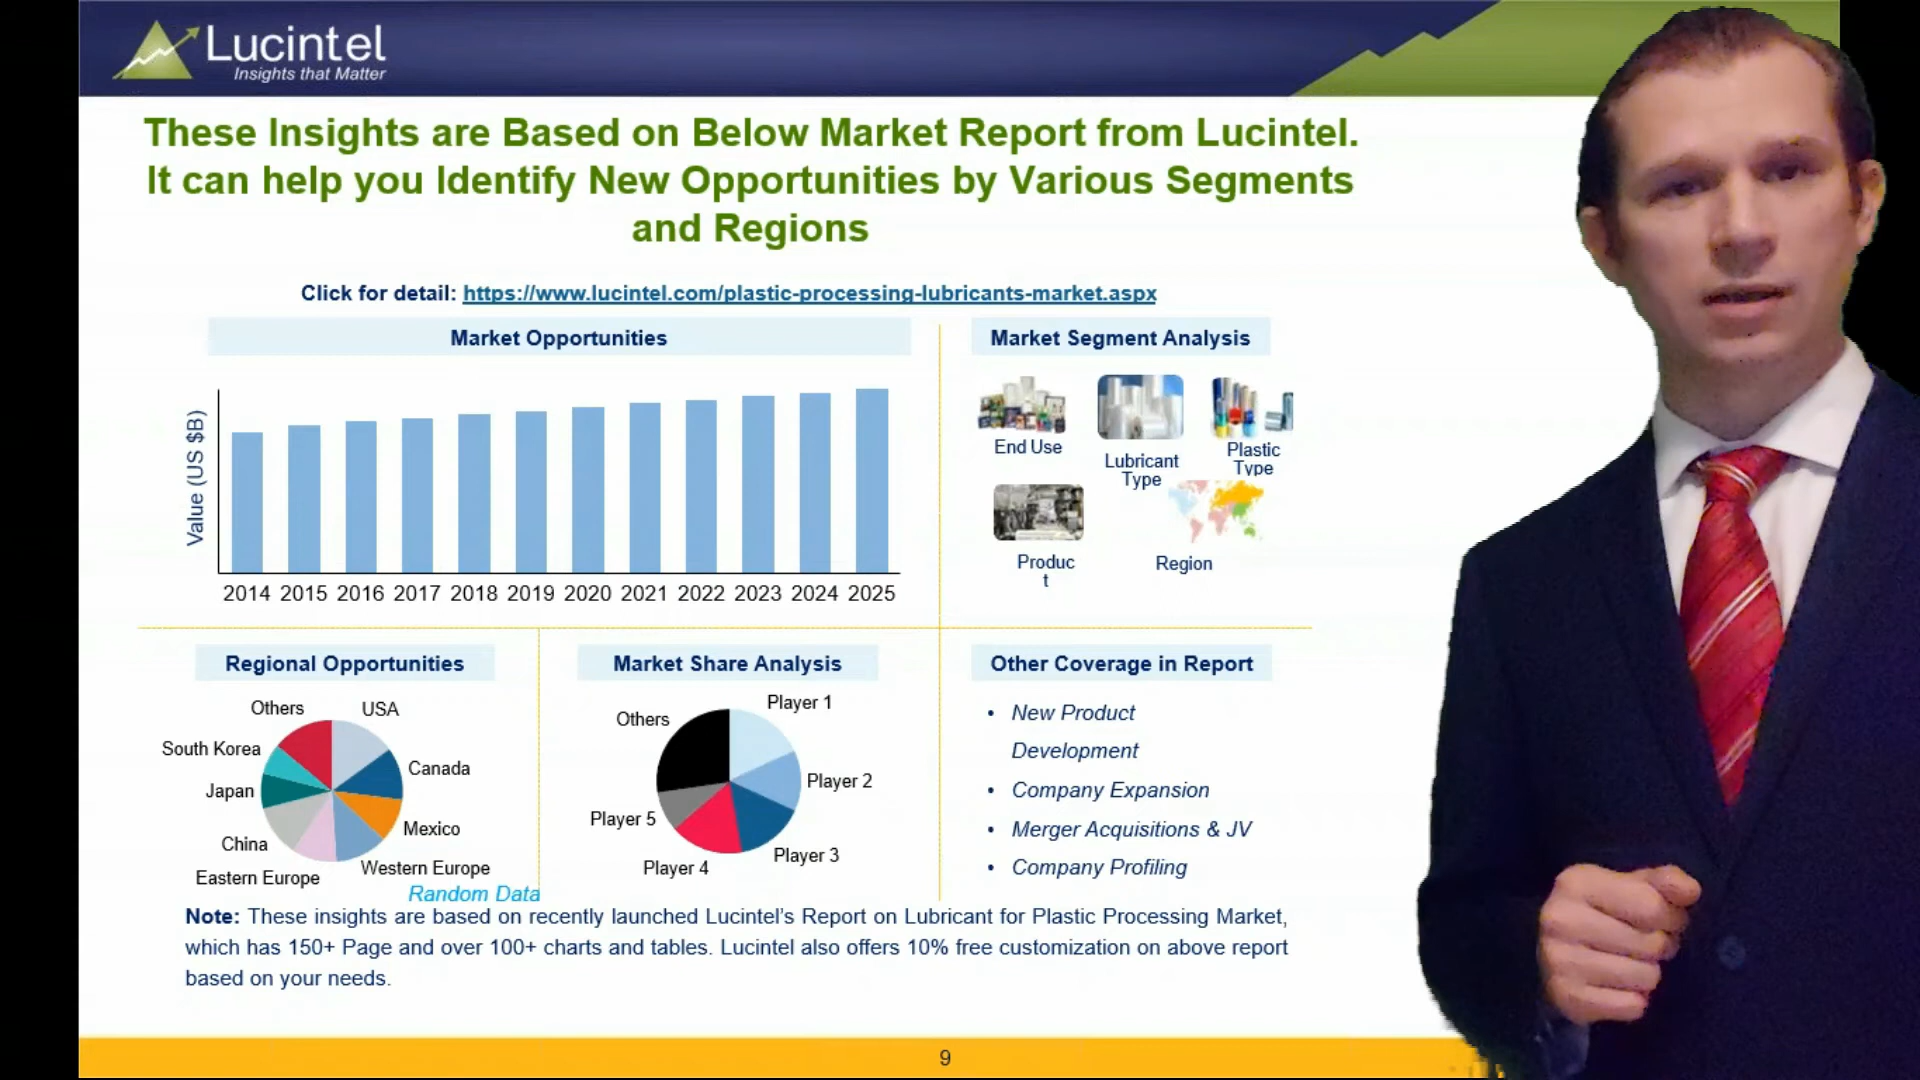 Lucintel
Insights that Matter
These Insights are Based on Below Market Report from Lucintel.
It can help you Identify New Opportunities by Various Segments
and Regions
Click for detail: https://www.lucintel.com/plastic-processing-lubricants-market.aspx
Market Opportunities
Value (US $B)
2014 2015 2016 2017 2018 2019 2020 2021 2022 2023 2024 2025
Market Segment Analysis
End Use
Lubricant
Type
Plastic
Type
Produc
t
Region
Regional Opportunities
Others
USA
South Korea
Canada
Japan
Mexico
China
Western Europe
Eastern Europe
Random Data
Market Share Analysis
Player 1
Others
Player 2
Player 5
Player 3
Player 4
Other Coverage in Report
• New Product
Development
• Company Expansion
• Merger Acquisitions & JV
• Company Profiling
Note: These insights are based on recently launched Lucintel’s Report on Lubricant for Plastic Processing Market,
which has 150+ Page and over 100+ charts and tables. Lucintel also offers 10% free customization on above report
based on your needs.
9